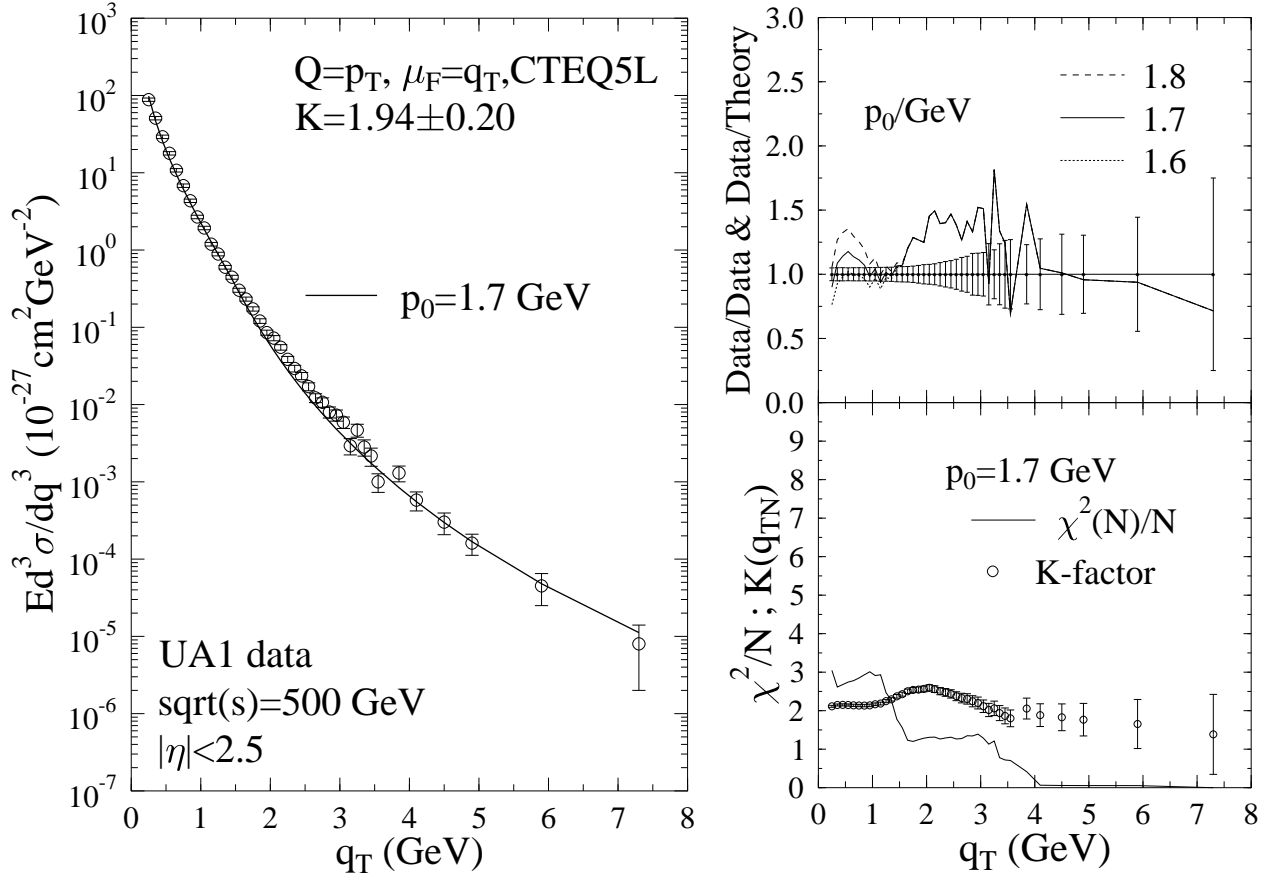 10^3
10^2
10^1
10^0
10^-1
10^-2
10^-3
10^-4
10^-5
10^-6
10^-7
Ed^3 σ/dq^3 (10^-27 cm^2 GeV^-2)
Q=p_T, μ_F=q_T,CTEQ5L
K=1.94±0.20
p_0=1.7 GeV
UA1 data
sqrt(s)=500 GeV
|η|<2.5
0 1 2 3 4 5 6 7 8
q_T (GeV)
3.0
2.5
2.0
1.5
1.0
0.5
0.0
Data/Data & Data/Theory
p_0/GeV
1.8
1.7
1.6
9
8
7
6
5
4
3
2
1
0
χ^2/N ; K(q_TN)
p_0=1.7 GeV
χ^2(N)/N
K-factor
0 1 2 3 4 5 6 7 8
q_T (GeV)